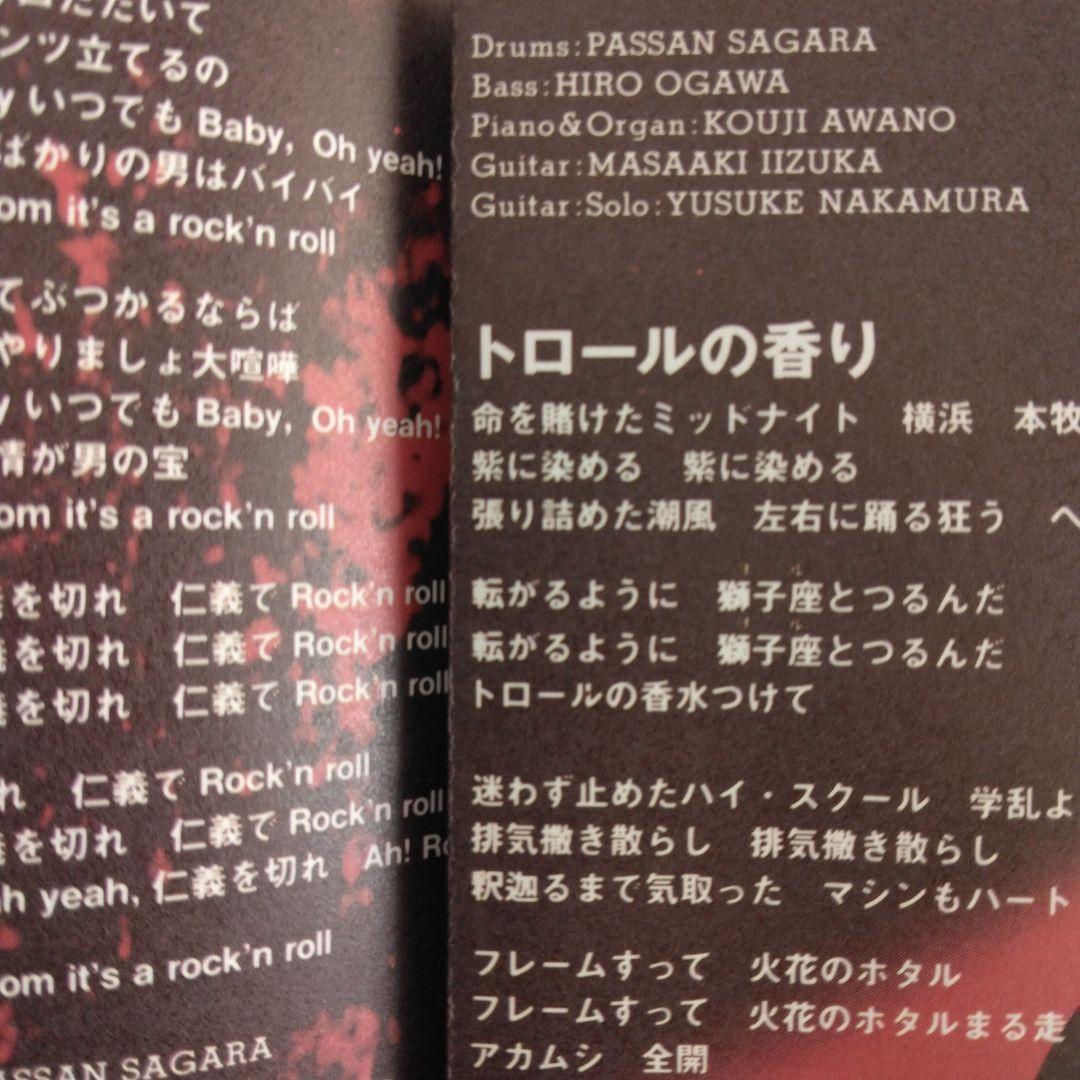 ンツ立てるの
y いつでも Baby, Oh yeah!
ばかりの男はバイバイ
om it's a rock'n roll
てぶつかるならば
やりましょ大喧嘩
y いつでも Baby, Oh yeah!
情が男の宝
om it's a rock'n roll
を切れ 仁義で Rock'n roll
を切れ 仁義で Rock'n roll
を切れ 仁義で Rock'n roll
れ 仁義で Rock'n roll
を切れ 仁義で Rock'n roll
h yeah, 仁義を切れ Ah!
om it's a rock'n roll
PASSAN SAGARA
Drums:PASSAN SAGARA
Bass:HIRO OGAWA
Piano&Organ:KOUJI AWANO
Guitar:MASAAKI IIZUKA
Guitar:Solo:YUSUKE NAKAMURA
トロールの香り
命を賭けたミッドナイト 横浜 本牧
紫に染める 紫に染める
張り詰めた潮風 左右に踊る狂う へ
転がるように 獅子座とつるんだ
転がるように 獅子座とつるんだ
トロールの香水つけて
迷わず止めたハイ・スクール 学乱よ
排気撒き散らし 排気撒き散らし
釈迦るまで気取った マシンもハート
フレームすって 火花のホタル
フレームすって 火花のホタルまる走
アカムシ 全開